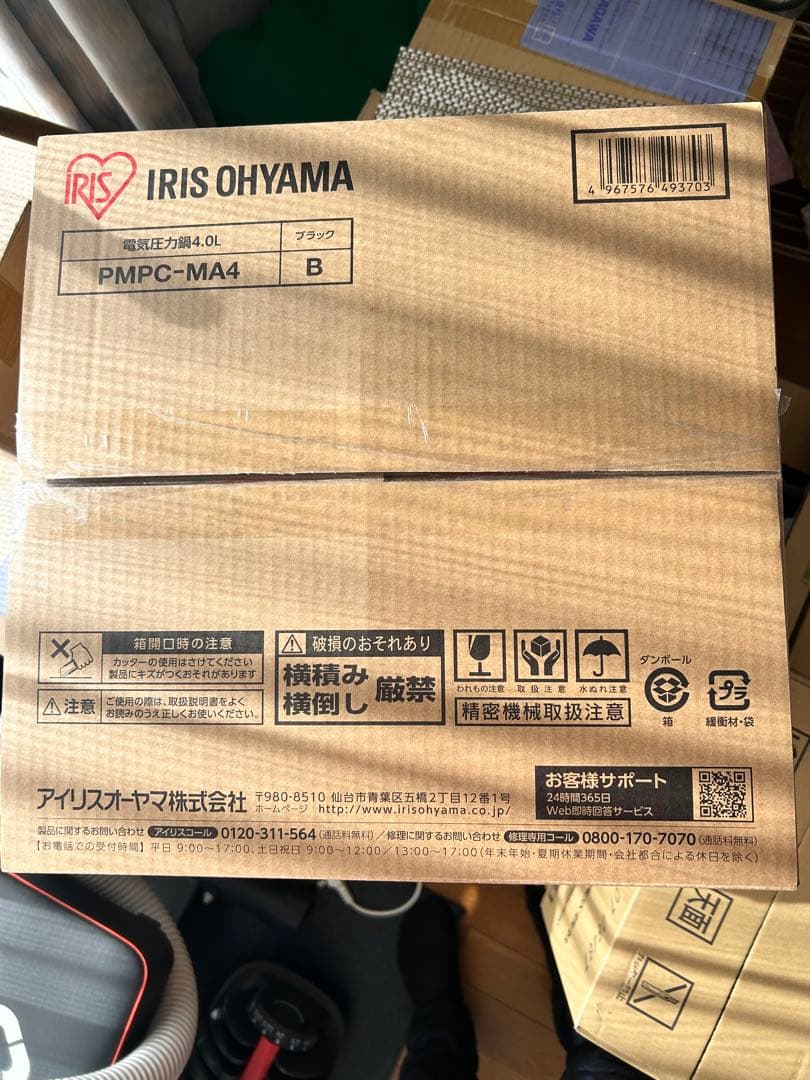 AGAWA
IRIS
IRIS OHYAMA
4 967576 493703
電気圧力鍋4.0L
ブラック
PMPC-MA4
B
箱開口時の注意
カッターの使用はさけてください
製品にキズがつくおそれがあります
注意
ご使用の際は、取扱説明書をよく
お読みのうえ正しくお使いください。
破損のおそれあり
横積み
横倒し
厳禁
われもの注意
取扱注意
水ぬれ注意
精密機械取扱注意
ダンボール
箱
プラ
緩衝材・袋
アイリスオーヤマ株式会社
〒980-8510 仙台市青葉区五橋2丁目12番1号
ホームページ http://www.irisohyama.co.jp/
お客様サポート
24時間365日
Web即時回答サービス
製品に関するお問い合わせ アイリスコール 0120-311-564(通話料無料)/修理に関するお問い合わせ 修理専用コール 0800-170-7070(通話料無料)
【お電話での受付時間】平日 9:00〜17:00、土日祝日 9:00〜12:00/13:00〜17:00(年末年始・夏期休業期間・会社都合による休日を除く)
天面